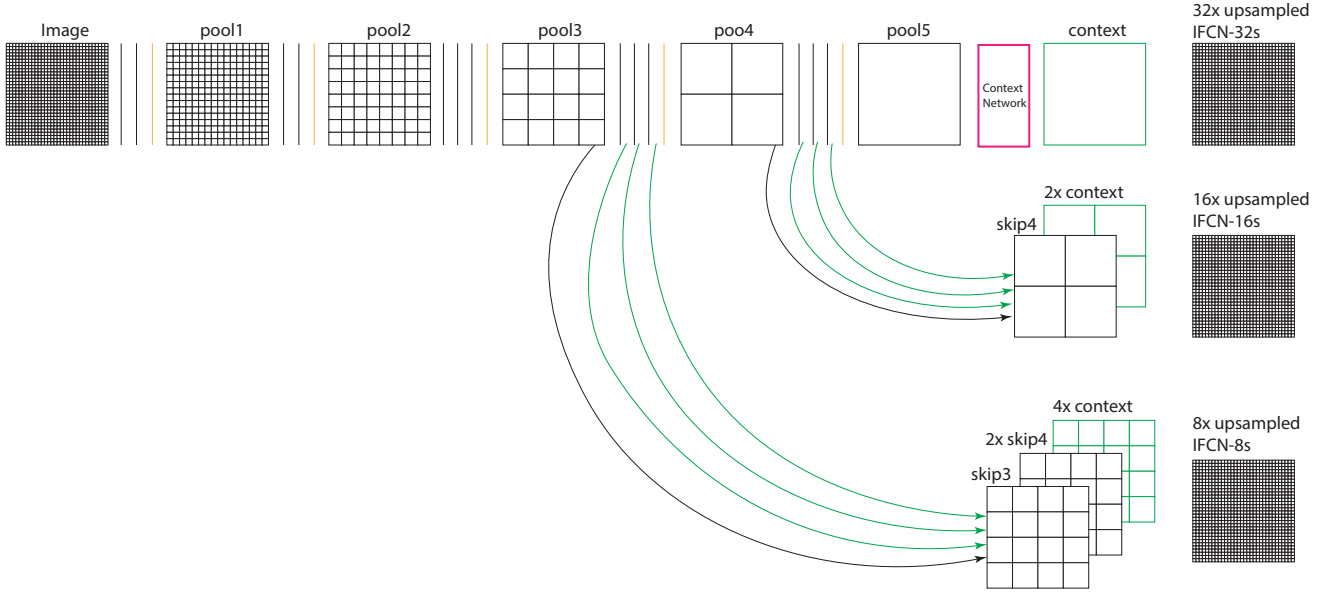 Image
pool1
pool2
pool3
poo4
pool5
Context
Network
context
32x upsampled
IFCN-32s
2x context
skip4
16x upsampled
IFCN-16s
4x context
2x skip4
skip3
8x upsampled
IFCN-8s